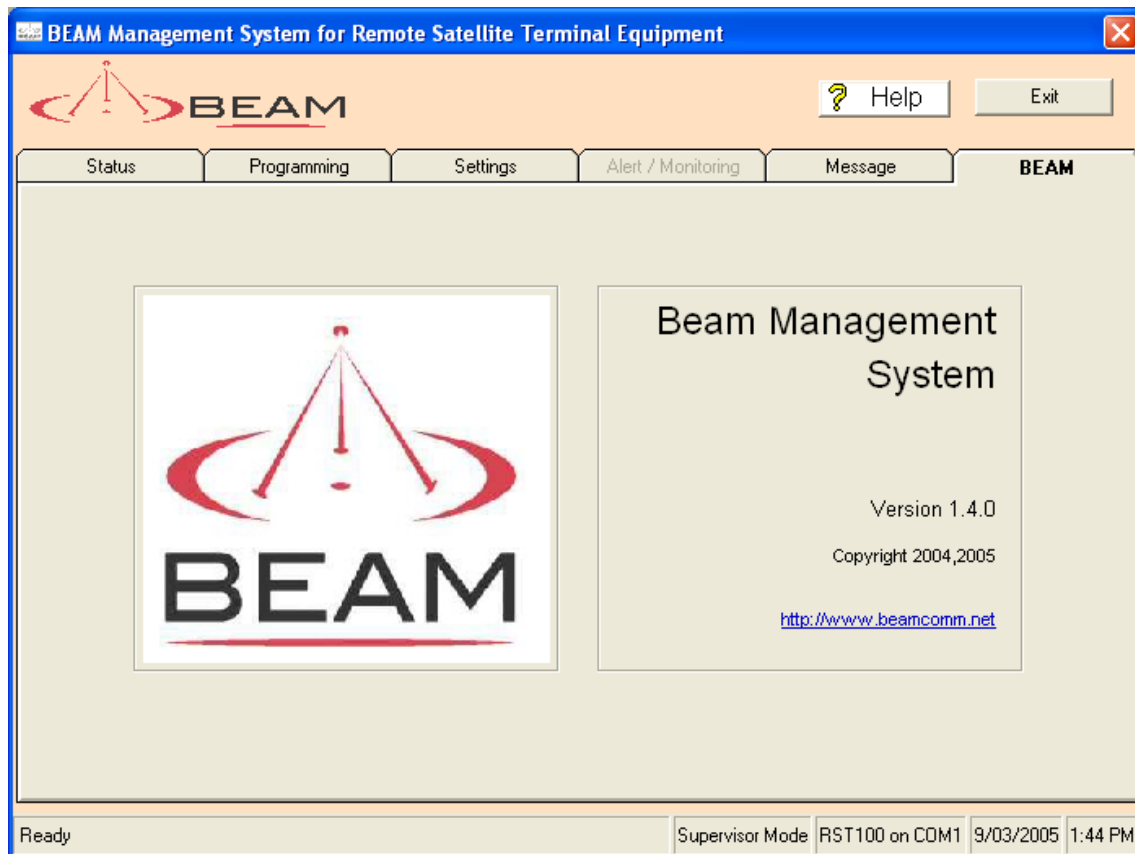 BEAM Management System for Remote Satellite Terminal Equipment
BEAM
? Help
Exit
Status
Programming
Settings
Alert / Monitoring
Message
BEAM
BEAM
Beam Management
System
Version 1.4.0
Copyright 2004,2005
http://www.beamcomm.net
Ready
Supervisor Mode
RST100 on COM1
9/03/2005
1:44 PM